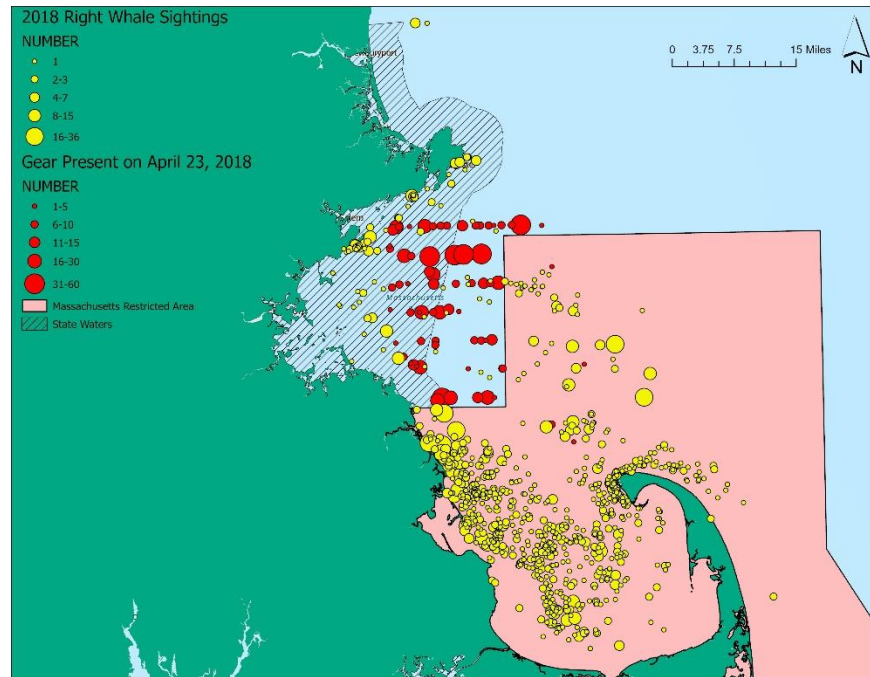 2018 Right Whale Sightings
NUMBER
1
2-3
4-7
8-15
16-36
Gear Present on April 23, 2018
NUMBER
1-5
6-10
11-15
16-30
31-60
Massachusetts Restricted Area
State Waters
0 3.75 7.5 15 Miles
N
Massachusetts